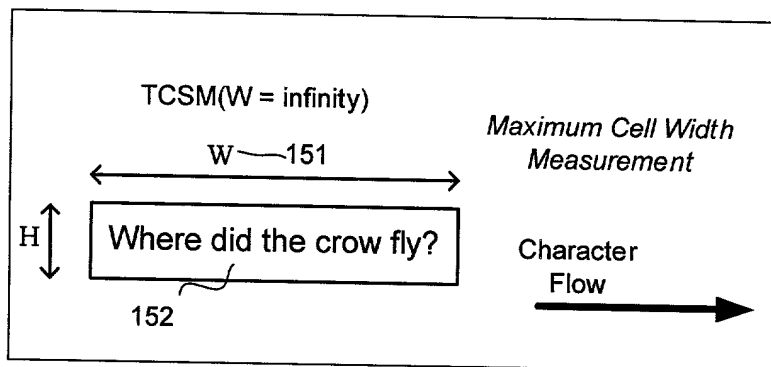 TCSM(W = infinity)
Maximum Cell Width
Measurement
W 151
H
Where did the crow fly?
152
Character
Flow